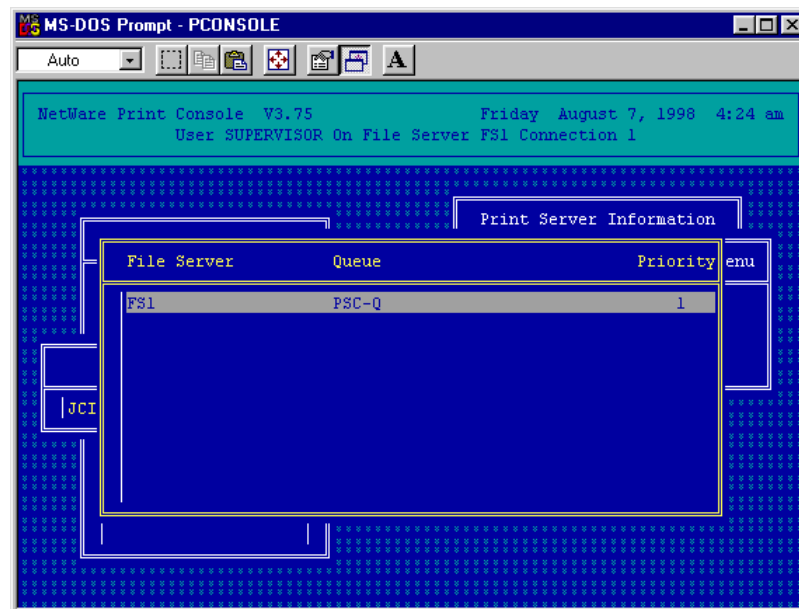 MS-DOS Prompt - PCONSOLE
Auto
A
NetWare Print Console V3.75 Friday August 7, 1998 4:24 am
User SUPERVISOR On File Server FS1 Connection 1
Print Server Information
File Server Queue Priority enu
FS1 PSC-Q 1
JCI